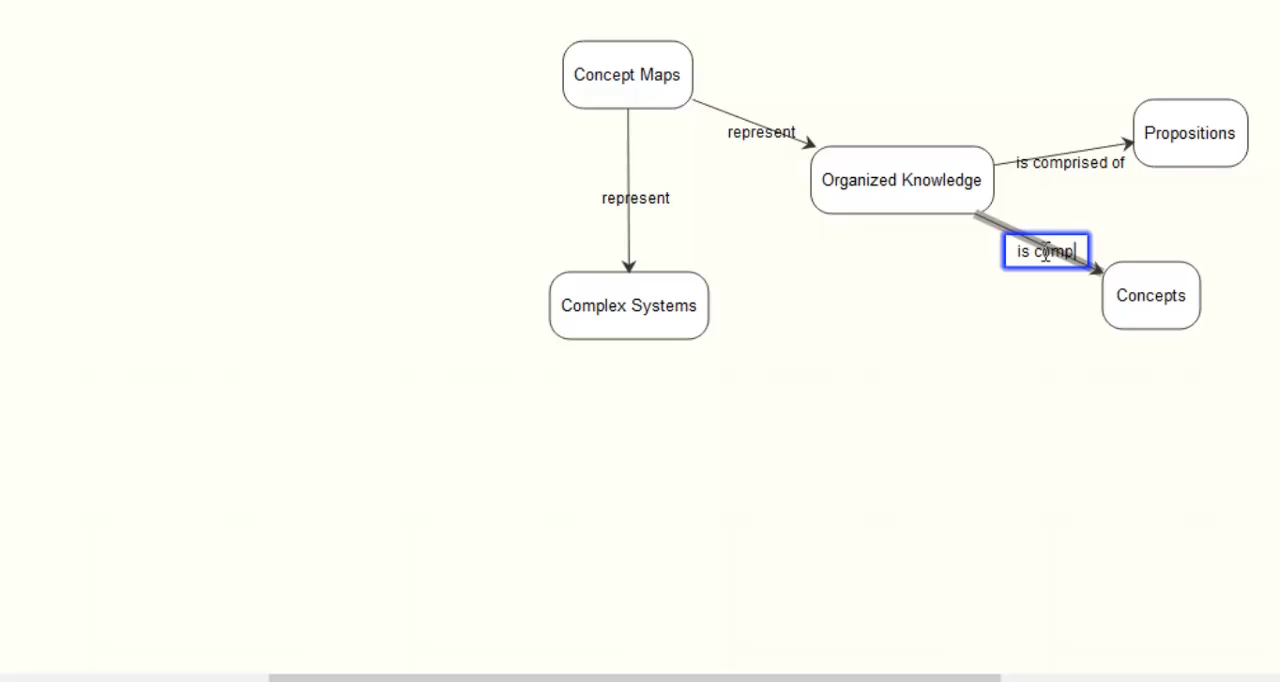 Concept Maps
represent
Propositions
is comprised of
Organized Knowledge
represent
is comp
Concepts
Complex Systems